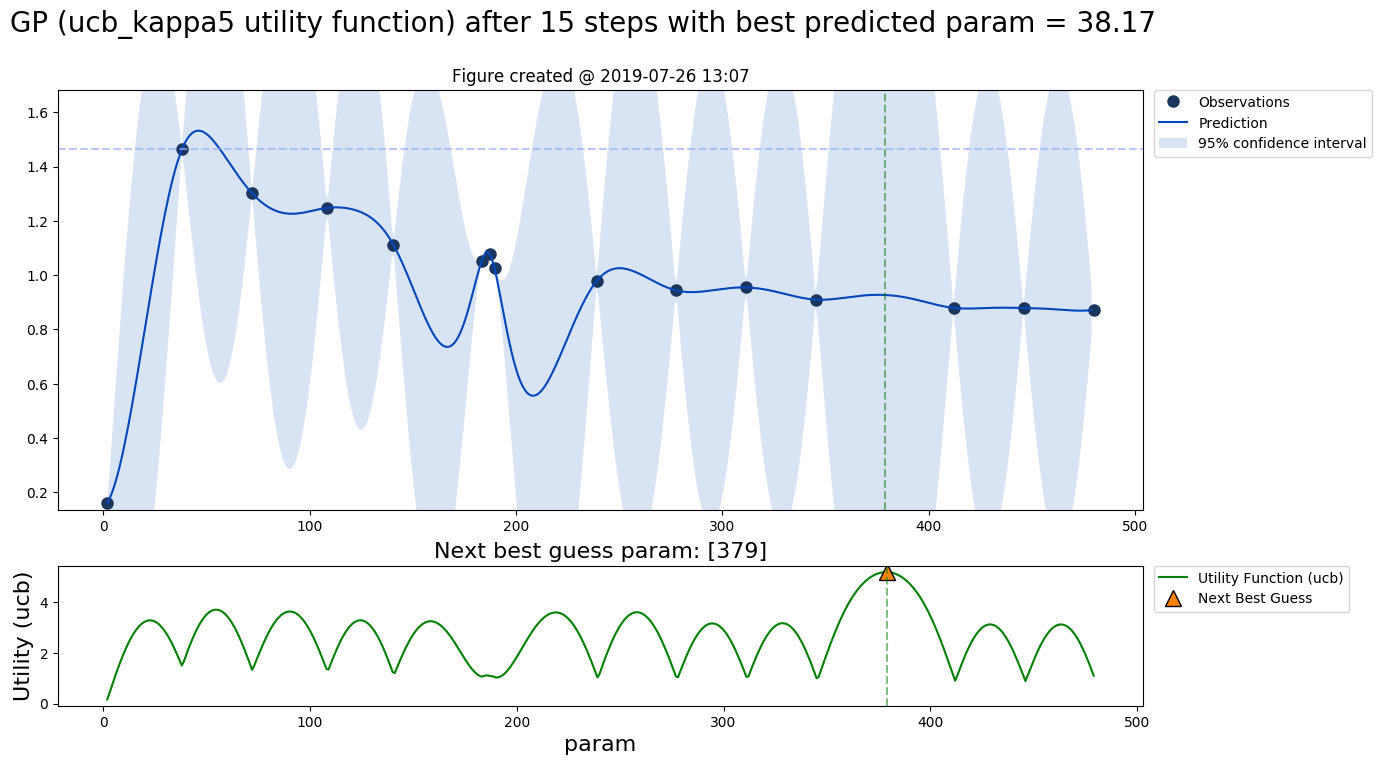 GP (ucb_kappa5 utility function) after 15 steps with best predicted param = 38.17
Figure created @ 2019-07-26 13:07
1.6
1.4
1.2
1.0
0.8
0.6
0.4
0.2
0 100 200 300 400 500
Observations
Prediction
95% confidence interval
Next best guess param: [379]
Utility (ucb)
4
2
0
0 100 200 300 400 500
param
Utility Function (ucb)
Next Best Guess